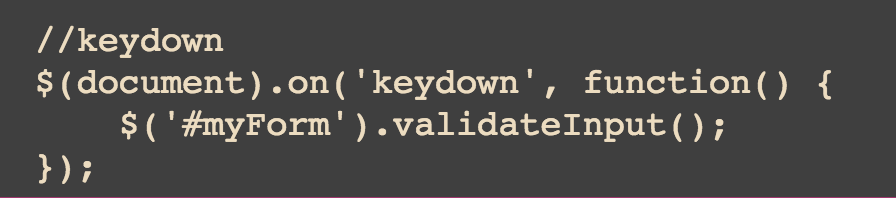 //keydown
$(document).on('keydown', function() {
    $('#myForm').validateInput();
});